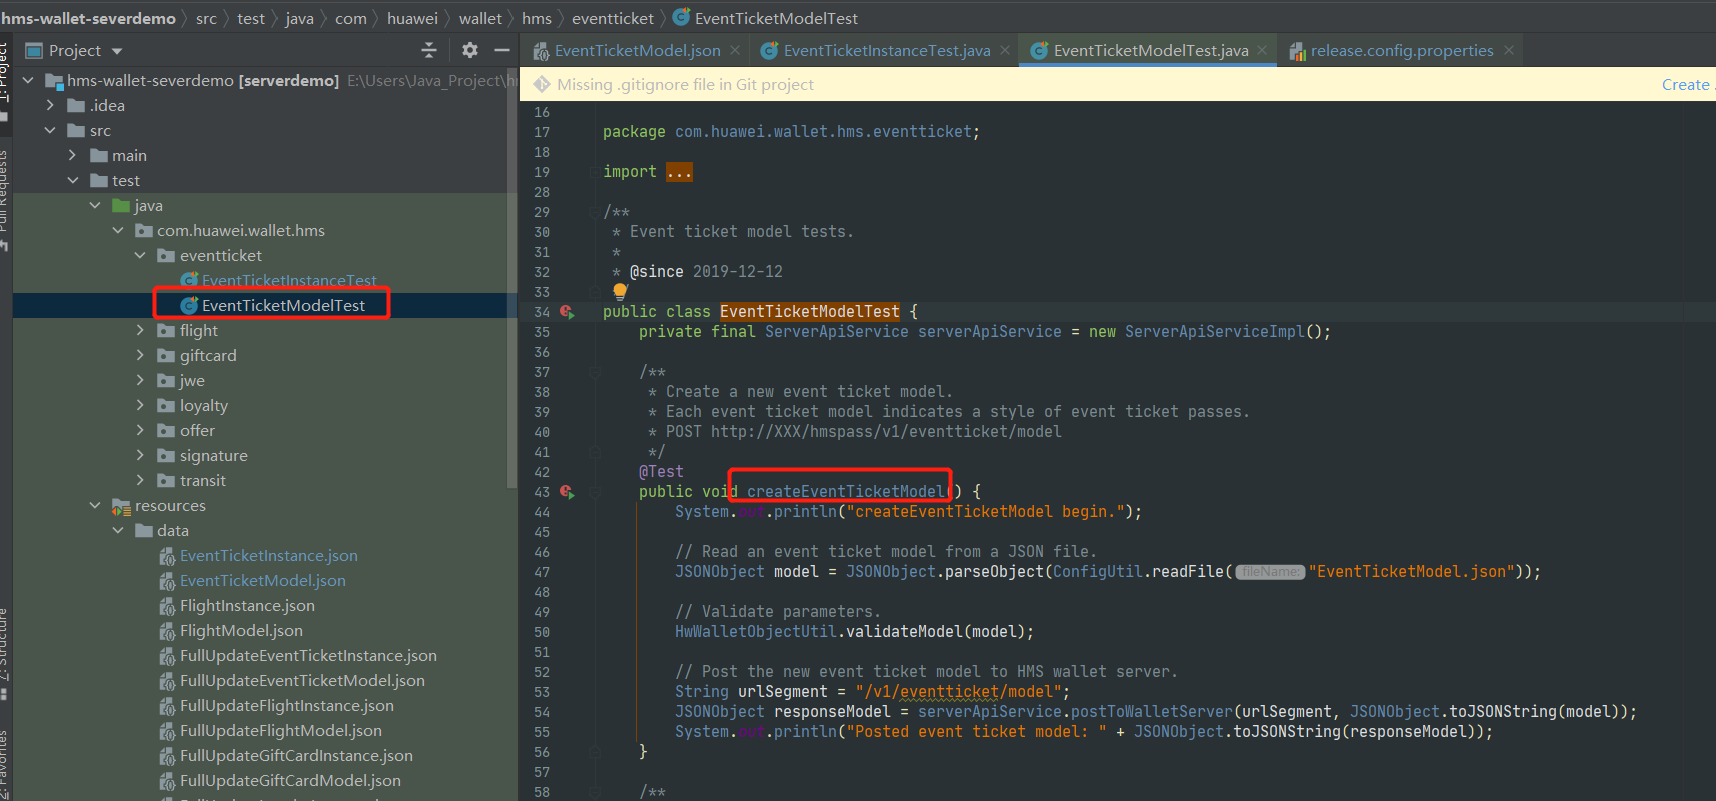 hms-wallet-severdemo src test java com huawei wallet hms eventticket EventTicketModelTest
Project
EventTicketModel.json EventTicketInstanceTest.java EventTicketModelTest.java release.config.properties
1: Project
Pull Requests
7: Structure
2: Favorites
hms-wallet-severdemo [serverdemo] E:\Users\Java_Project\h
.idea
src
main
test
java
com.huawei.wallet.hms
eventticket
EventTicketInstanceTest
EventTicketModelTest
flight
giftcard
jwe
loyalty
offer
signature
transit
resources
data
EventTicketInstance.json
EventTicketModel.json
FlightInstance.json
FlightModel.json
FullUpdateEventTicketInstance.json
FullUpdateEventTicketModel.json
FullUpdateFlightInstance.json
FullUpdateFlightModel.json
FullUpdateGiftCardInstance.json
FullUpdateGiftCardModel.json
Missing .gitignore file in Git project Create .
16
17 package com.huawei.wallet.hms.eventticket;
18
19 import ...
28
29 /**
30 * Event ticket model tests.
31 *
32 * @since 2019-12-12
33
34 public class EventTicketModelTest {
35 private final ServerApiService serverApiService = new ServerApiServiceImpl();
36
37 /**
38 * Create a new event ticket model.
39 * Each event ticket model indicates a style of event ticket passes.
40 * POST http://XXX/hmspass/v1/eventticket/model
41 */
42 @Test
43 public void createEventTicketModel() {
44 System.out.println("createEventTicketModel begin.");
45
46 // Read an event ticket model from a JSON file.
47 JSONObject model = JSONObject.parseObject(ConfigUtil.readFile( fileName: "EventTicketModel.json"));
48
49 // Validate parameters.
50 HwWalletObjectUtil.validateModel(model);
51
52 // Post the new event ticket model to HMS wallet server.
53 String urlSegment = "/v1/eventticket/model";
54 JSONObject responseModel = serverApiService.postToWalletServer(urlSegment, JSONObject.toJSONString(model));
55 System.out.println("Posted event ticket model: " + JSONObject.toJSONString(responseModel));
56 }
57
58 /**